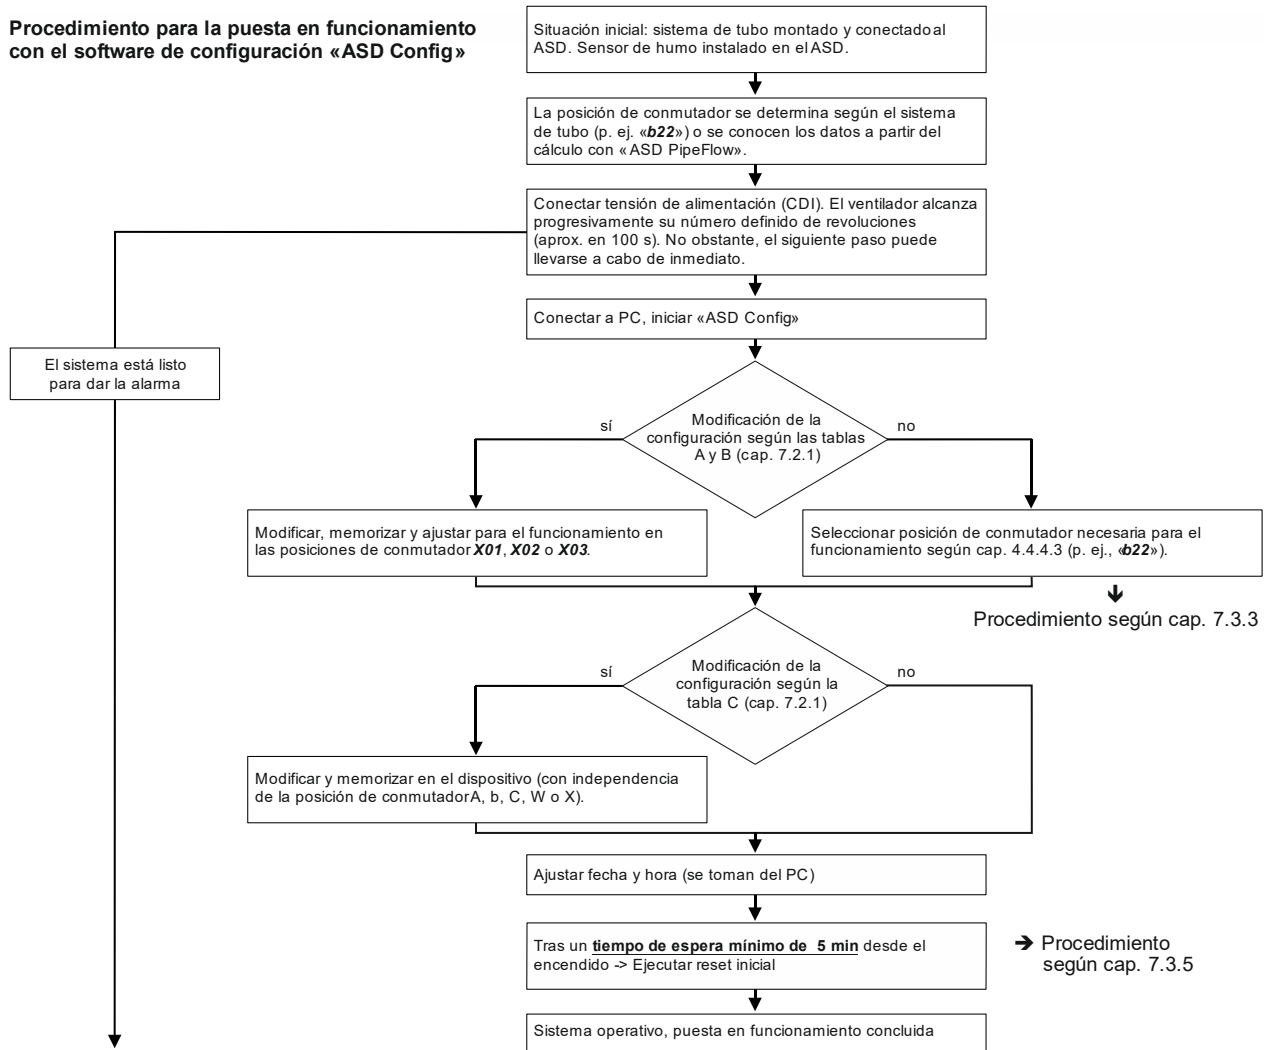 Procedimiento para la puesta en funcionamiento
con el software de configuración «ASD Config»
Situación inicial: sistema de tubo montado y conectado al
ASD. Sensor de humo instalado en el ASD.
La posición de conmutador se determina según el sistema
de tubo (p. ej. «b22») o se conocen los datos a partir del
cálculo con «ASD PipeFlow».
Conectar tensión de alimentación (CDI). El ventilador alcanza
progresivamente su número definido de revoluciones
(aprox. en 100 s). No obstante, el siguiente paso puede
llevarse a cabo de inmediato.
Conectar a PC, iniciar «ASD Config»
El sistema está listo
para dar la alarma
sí
Modificación de la
configuración según las tablas
A y B (cap. 7.2.1)
no
Modificar, memorizar y ajustar para el funcionamiento en
las posiciones de conmutador X01, X02 o X03.
Seleccionar posición de conmutador necesaria para el
funcionamiento según cap. 4.4.4.3 (p. ej., «b22»).
Procedimiento según cap. 7.3.3
sí
Modificación de la
configuración según la
tabla C (cap. 7.2.1)
no
Modificar y memorizar en el dispositivo (con independencia
de la posición de conmutador A, b, C, W o X).
Ajustar fecha y hora (se toman del PC)
Tras un tiempo de espera mínimo de 5 min desde el
encendido -> Ejecutar reset inicial
➔ Procedimiento
según cap. 7.3.5
Sistema operativo, puesta en funcionamiento concluida